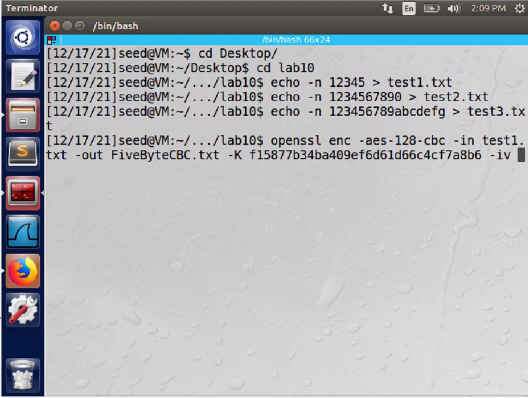 Terminator
En
2:09 PM
/bin/bash
/bin/bash 66x24
[12/17/21]seed@VM:~$ cd Desktop/
[12/17/21]seed@VM:~/Desktop$ cd lab10
[12/17/21]seed@VM:~/.../lab10$ echo -n 12345 > test1.txt
[12/17/21]seed@VM:~/.../lab10$ echo -n 1234567890 > test2.txt
[12/17/21]seed@VM:~/.../lab10$ echo -n 123456789abcdefg > test3.tx
t
[12/17/21]seed@VM:~/.../lab10$ openssl enc -aes-128-cbc -in test1.
txt -out FiveByteCBC.txt -K f15877b34ba409ef6d61d66c4cf7a8b6 -iv